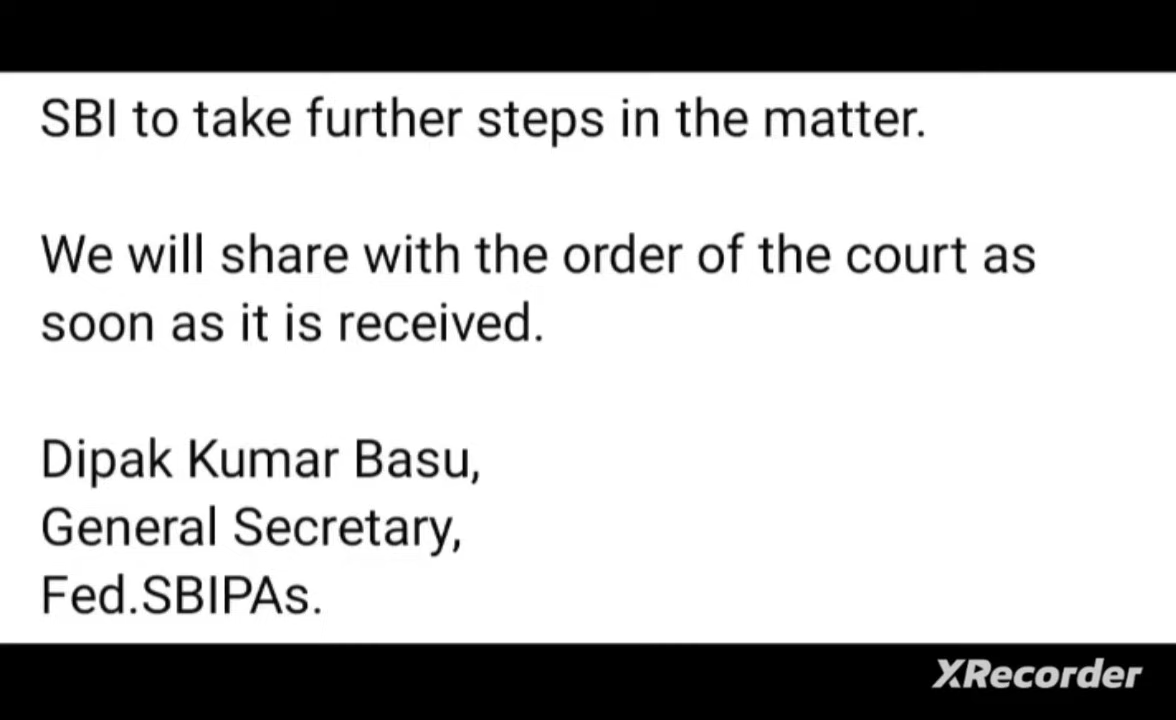 SBI to take further steps in the matter.
We will share with the order of the court as
soon as it is received.
Dipak Kumar Basu,
General Secretary,
Fed.SBIPAs.
XRecorder